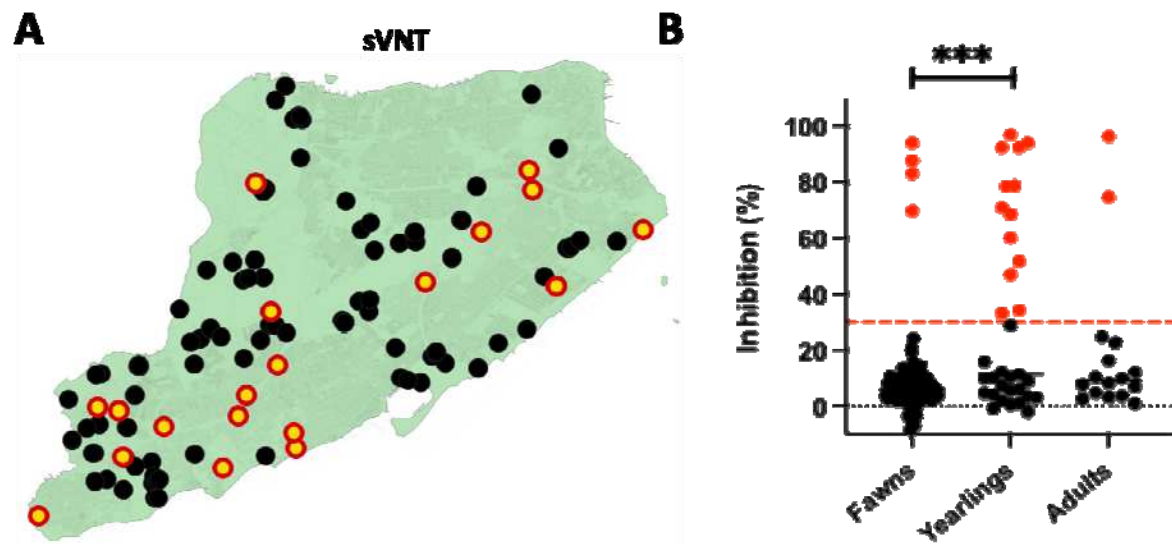 A
sVNT
B
***
100
80
60
40
20
0
Inhibition (%)
Fawns
Yearlings
Adults